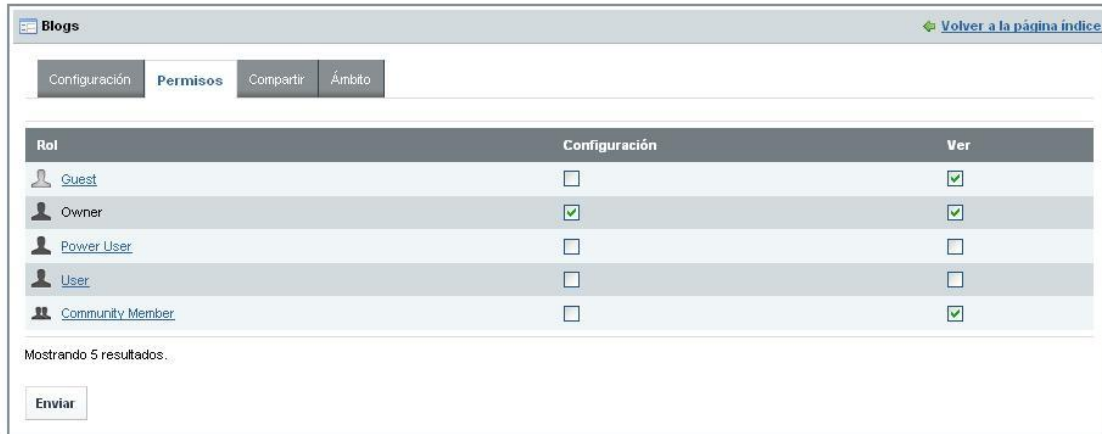 Blogs Volver a la página índice
Configuración Permisos Compartir Ámbito
Rol Configuración Ver
Guest
Owner
Power User
User
Community Member
Mostrando 5 resultados.
Enviar